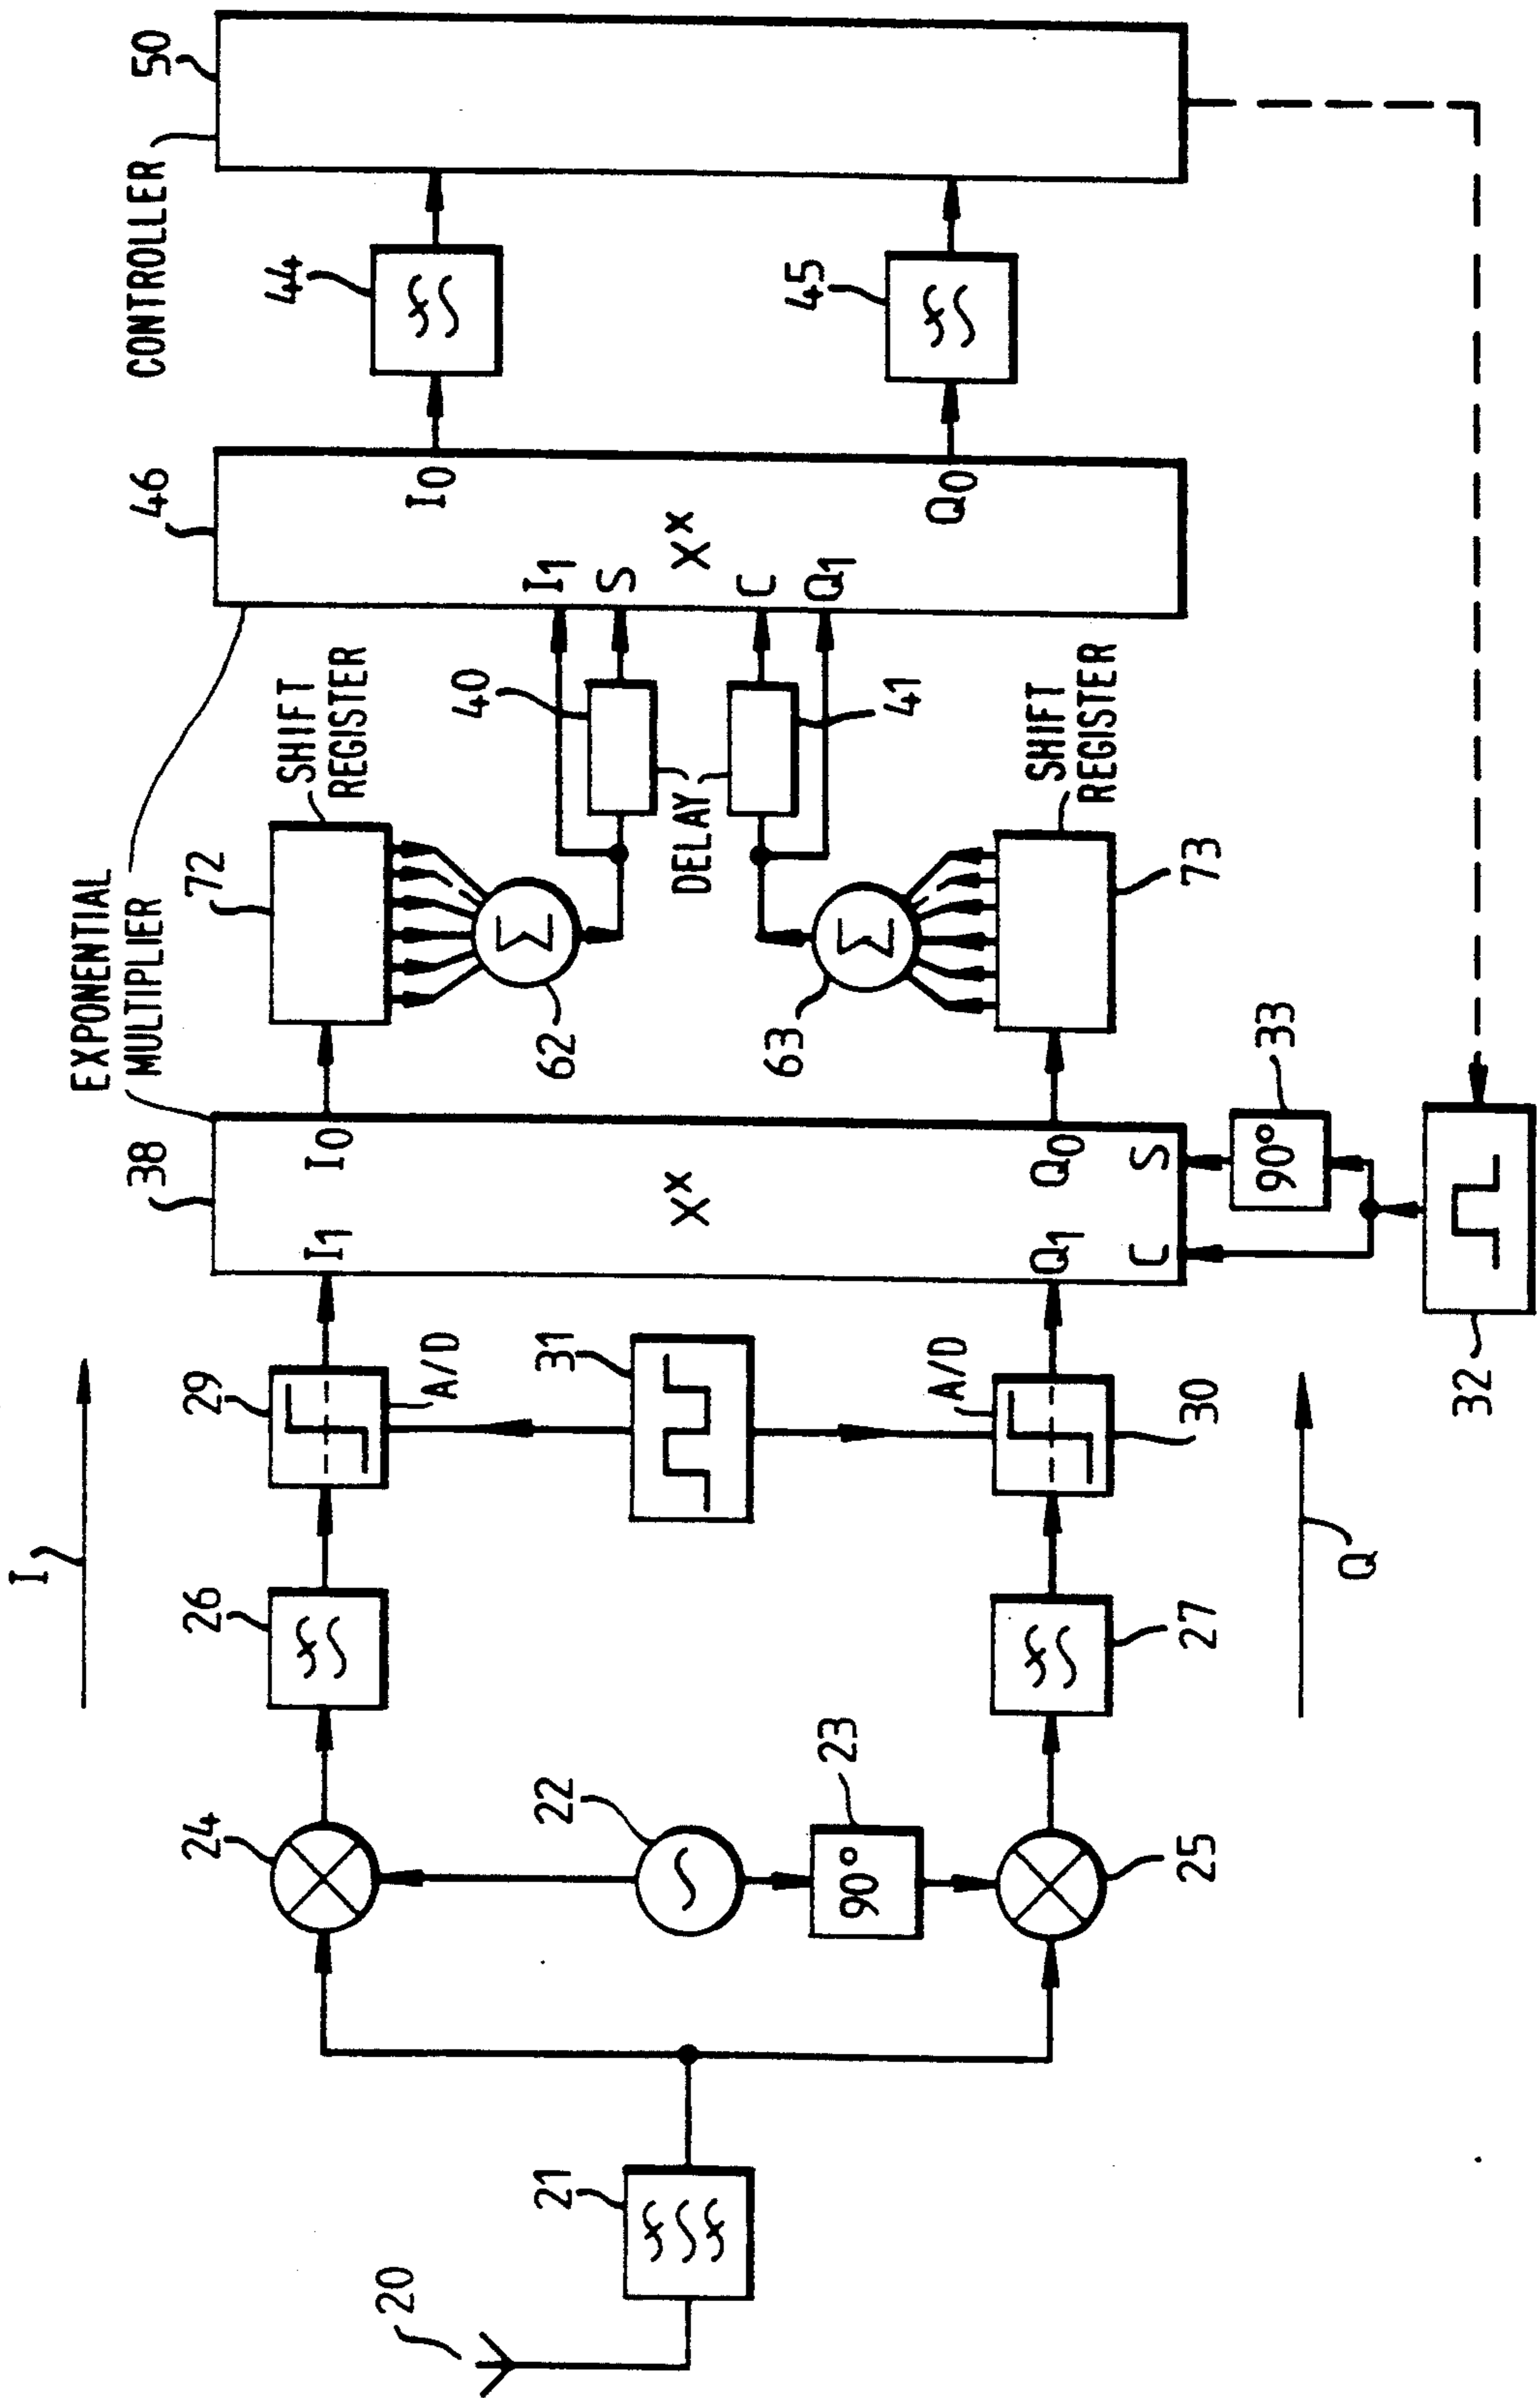 I
Q
20
21
22
23
90°
24
25
26
27
29
A/D
30
A/D
31
32
33
90°
38
I1
I0
X^x
Q1
Q0
C
S
EXPONENTIAL
MULTIPLIER
72
SHIFT
REGISTER
Σ
62
63
Σ
73
SHIFT
REGISTER
40
DELAY
41
46
I1
S
X^x
C
Q1
I0
Q0
44
45
CONTROLLER
50